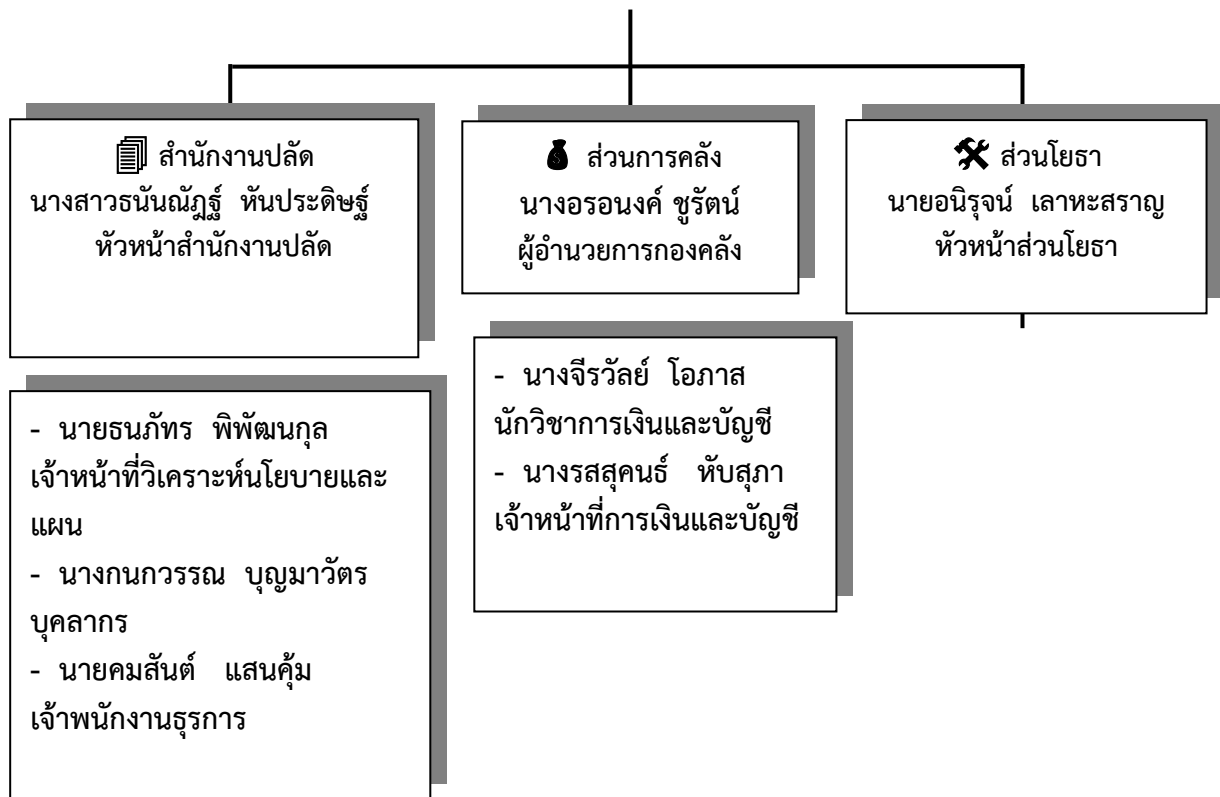 สำนักงานปลัด
นางสาวธนันณัฎฐ์ หันประดิษฐ์
หัวหน้าสำนักงานปลัด
ส่วนการคลัง
นางอรอนงค์ ชูรัตน์
ผู้อำนวยการกองคลัง
ส่วนโยธา
นายอนิรุจน์ เลาหะสราญ
หัวหน้าส่วนโยธา
- นายธนภัทร พิพัฒนกุล
เจ้าหน้าที่วิเคราะห์นโยบายและ
แผน
- นางกนกวรรณ บุญมาวัตร
บุคลากร
- นายคมสันต์ แสนคุ้ม
เจ้าพนักงานธุรการ
- นางจีรวัลย์ โอภาส
นักวิชาการเงินและบัญชี
- นางรสสุคนธ์ หับสุภา
เจ้าหน้าที่การเงินและบัญชี